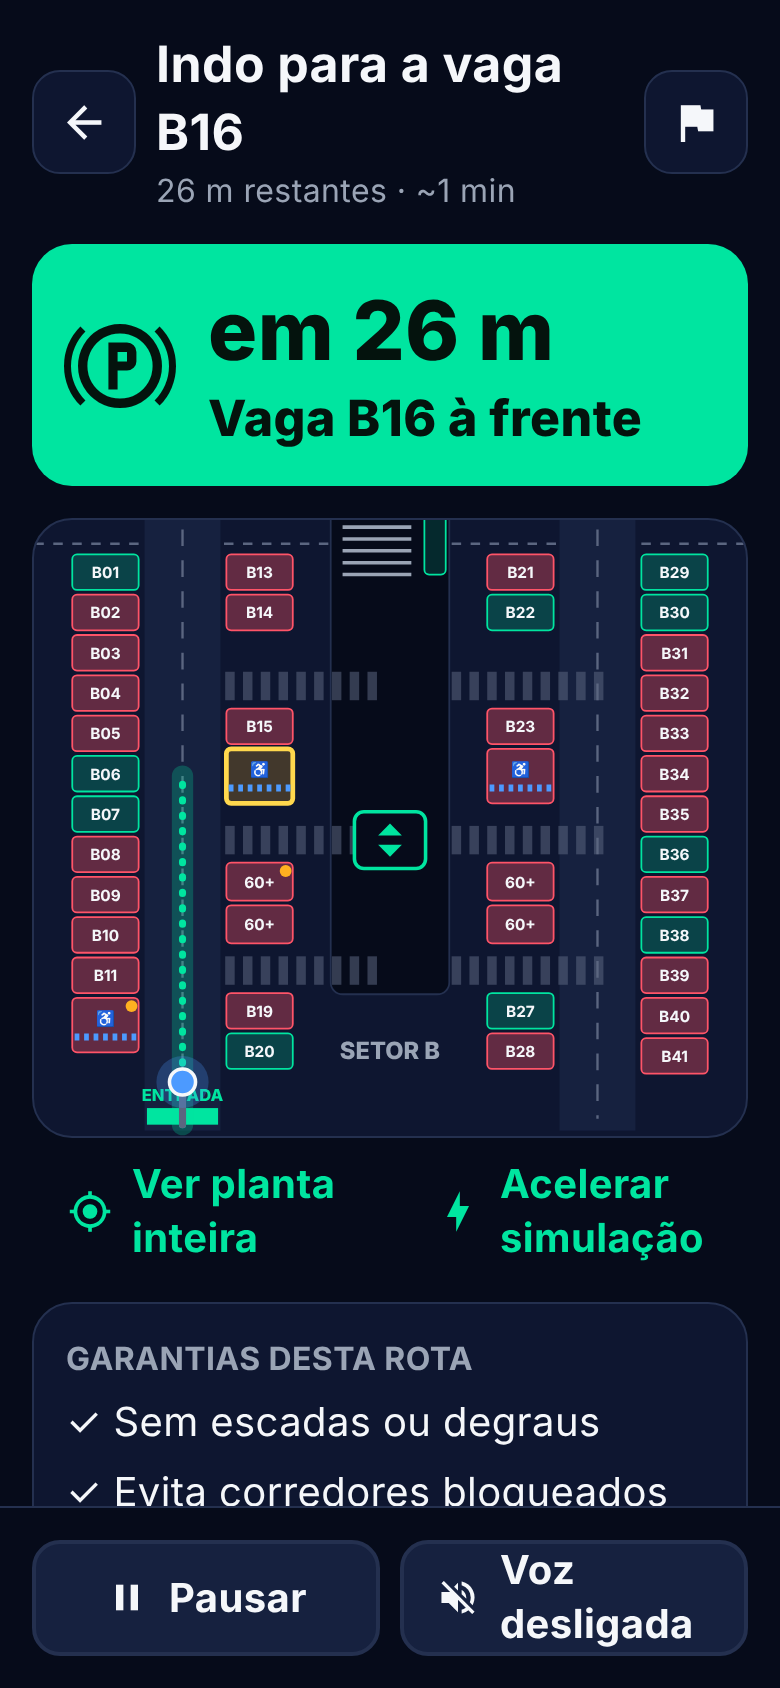 Indo para a vaga
B16
26 m restantes · ~1 min
P
em 26 m
Vaga B16 à frente
B01 B13 B21 B29
B02 B14 B22 B30
B03 B31
B04 B32
B05 B15 B23 B33
B06 ♿ ♿ B34
B07 B35
B08 B36
B09 60+ 60+ B37
B10 60+ 60+ B38
B11 B39
♿ B19 B27 B40
B20 SETOR B B28 B41
ENTRADA
Ver planta
inteira
Acelerar
simulação
GARANTIAS DESTA ROTA
✓ Sem escadas ou degraus
✓ Evita corredores bloqueados
Pausar
Voz
desligada